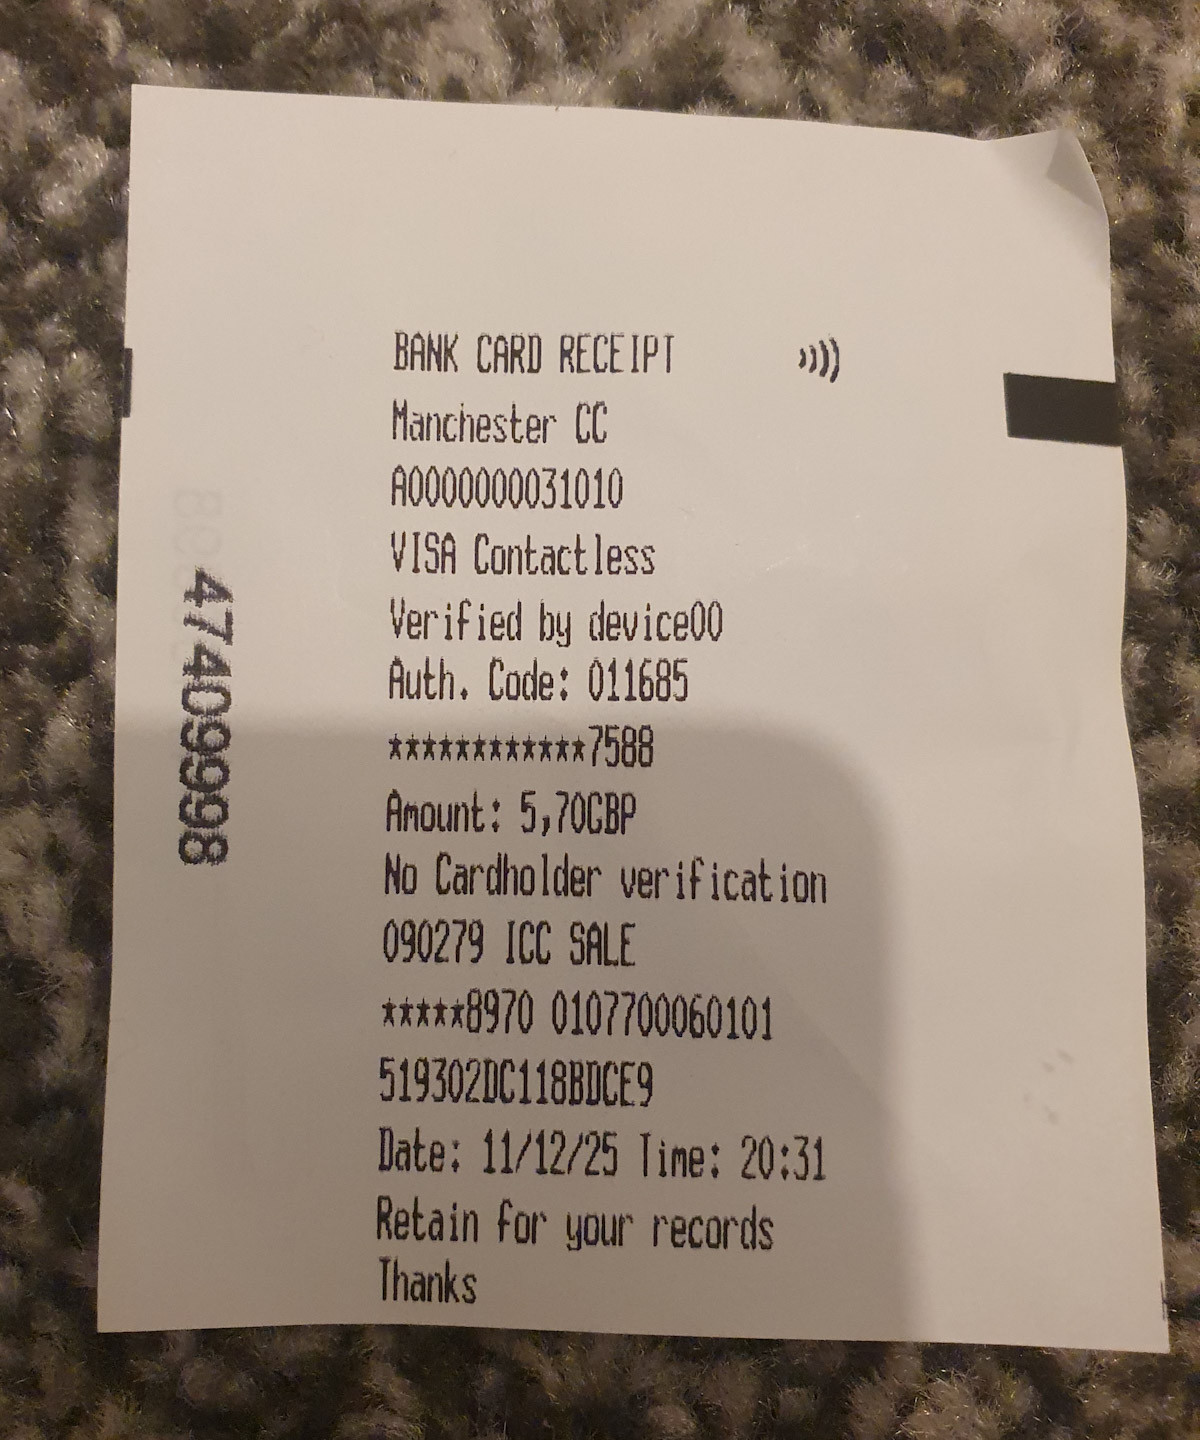 BANK CARD RECEIPT
Manchester CC
A0000000031010
VISA Contactless
Verified by device00
Auth. Code: 011685
************7588
Amount: 5,70GBP
No Cardholder verification
090279 ICC SALE
*****8970 0107700060101
519302DC118BDCE9
Date: 11/12/25 Time: 20:31
Retain for your records
Thanks
47409998